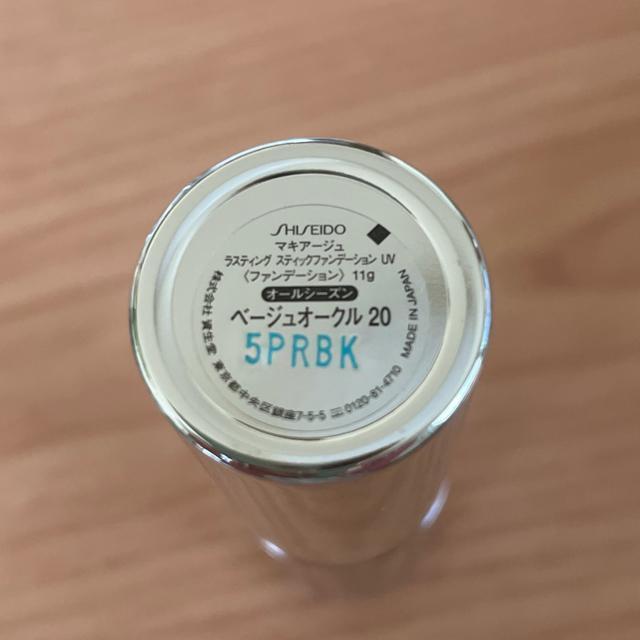 SHISEIDO
マキアージュ
ラスティング スティックファンデーション UV
〈ファンデーション〉 11g
オールシーズン
ベージュオークル 20
5PRBK
株式会社 資生堂 東京都中央区銀座7-5-5 ☎0120-81-4710 MADE IN JAPAN